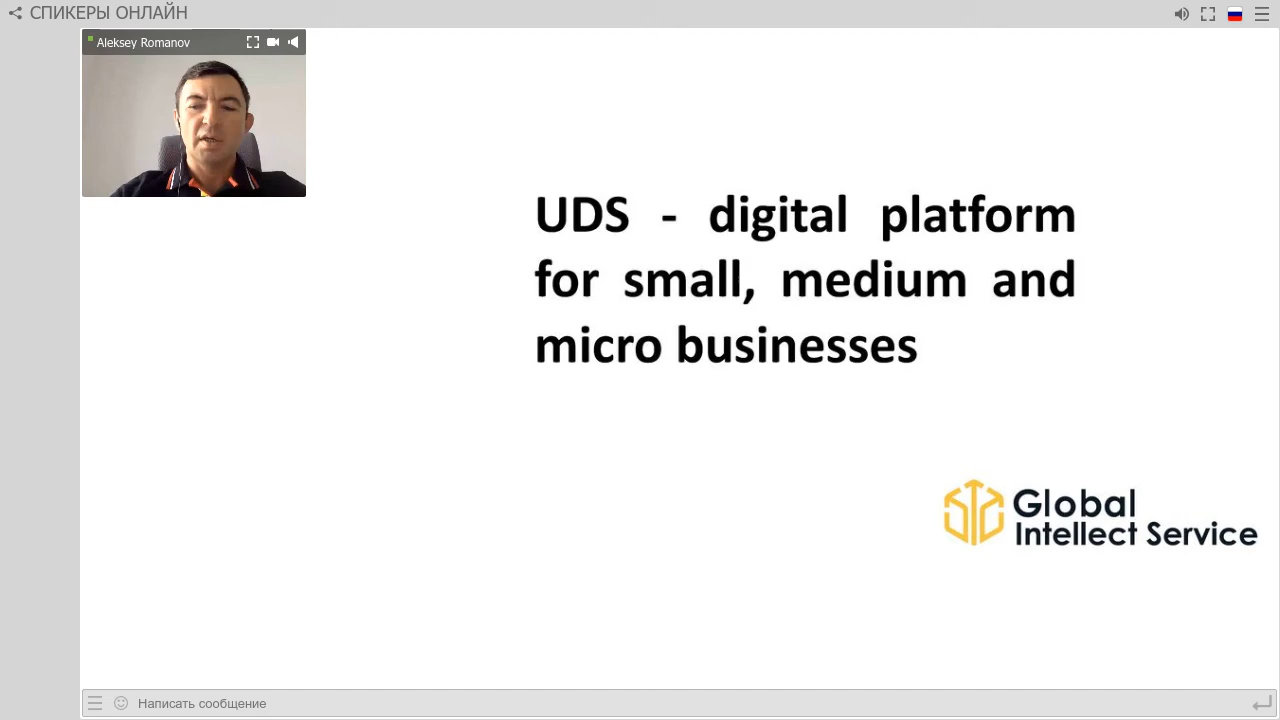 СПИКЕРЫ ОНЛАЙН
Aleksey Romanov
UDS - digital platform
for small, medium and
micro businesses
Global
Intellect Service
Написать сообщение